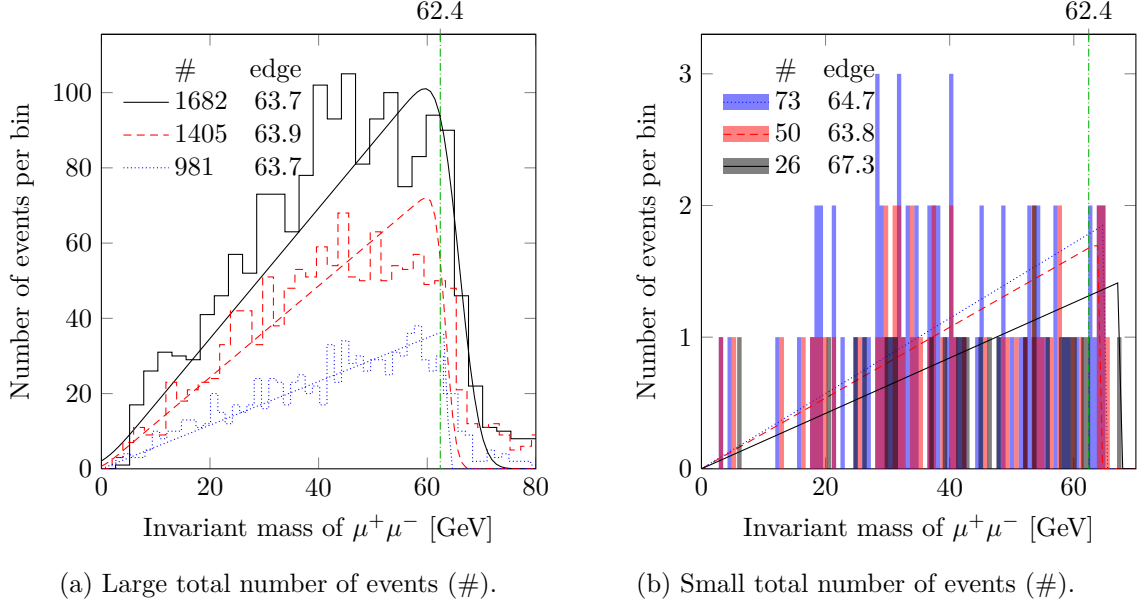 62.4
# edge
1682 63.7
1405 63.9
981 63.7
Number of events per bin
100
80
60
40
20
0
0 20 40 60 80
Invariant mass of μ⁺μ⁻ [GeV]
(a) Large total number of events (#).
62.4
# edge
73 64.7
50 63.8
26 67.3
Number of events per bin
3
2
1
0
0 20 40 60
Invariant mass of μ⁺μ⁻ [GeV]
(b) Small total number of events (#).